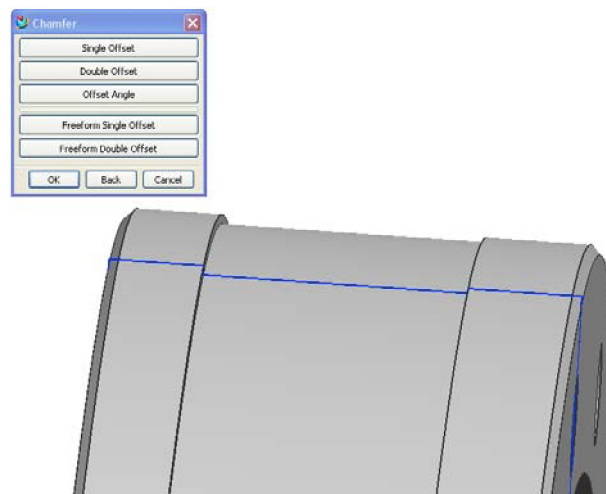 Chamfer
Single Offset
Double Offset
Offset Angle
Freeform Single Offset
Freeform Double Offset
OK
Back
Cancel